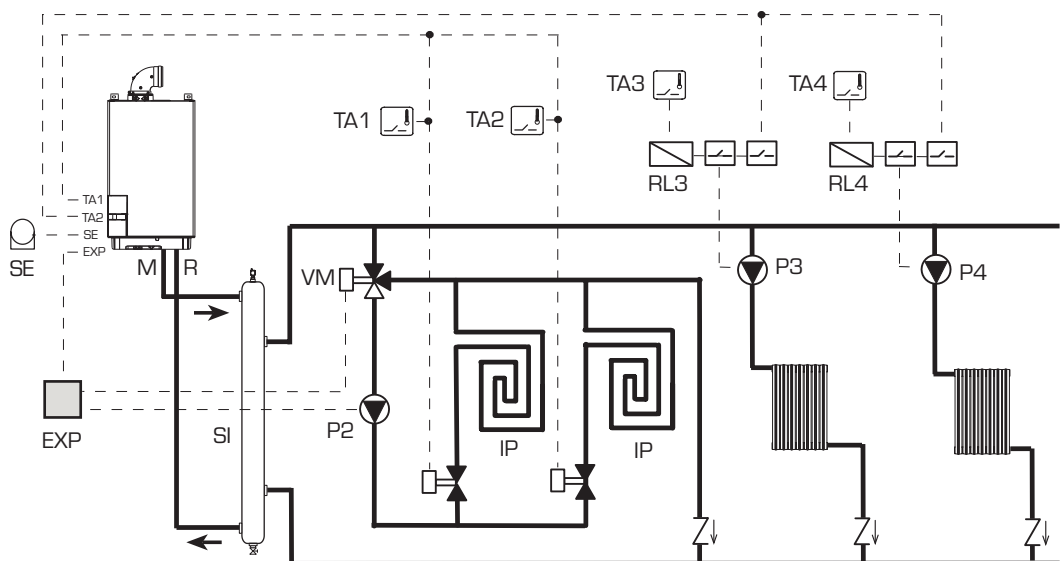 TA3
TA4
TA1
TA2
RL3
RL4
TA1
TA2
SE
EXP
SE
M
R
VM
P3
P4
EXP
SI
P2
IP
IP